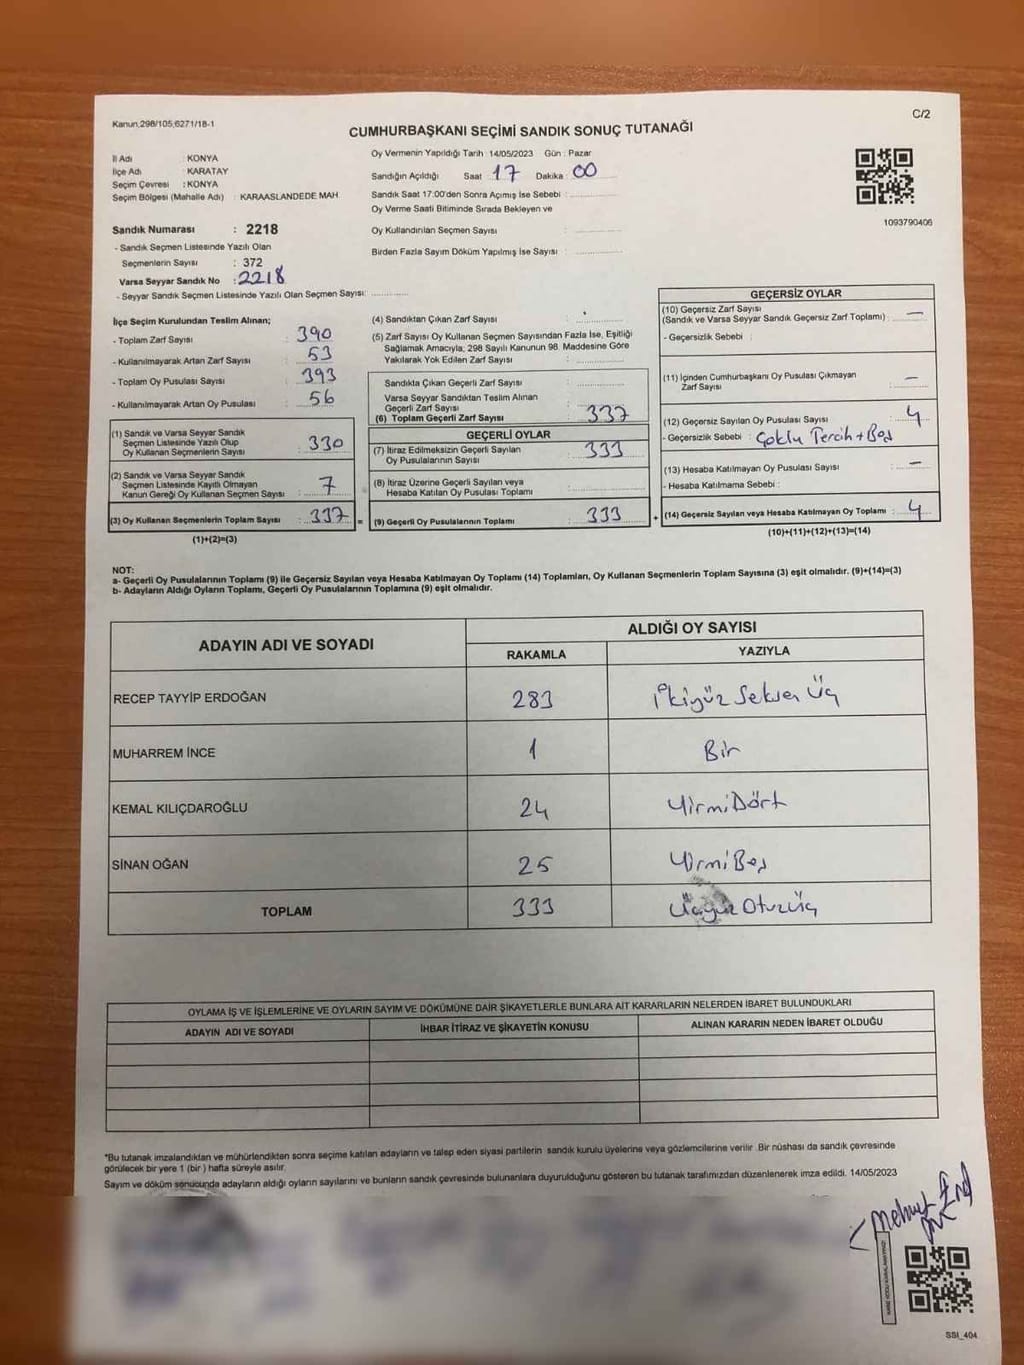 Kanun,298/105,6271/18-1
C/2
CUMHURBAŞKANI SEÇİMİ SANDIK SONUÇ TUTANAĞI
İl Adı : KONYA
İlçe Adı : KARATAY
Seçim Çevresi : KONYA
Seçim Bölgesi (Mahalle Adı) : KARAASLANDEDE MAH.
Oy Vermenin Yapıldığı Tarih : 14/05/2023 Gün : Pazar
Sandığın Açıldığı Saat 17 Dakika 00
Sandık Saat 17:00'den Sonra Açımış İse Sebebi :
Oy Verme Saati Bitiminde Sırada Bekleyen ve
Oy Kullandırılan Seçmen Sayısı :
Birden Fazla Sayım Döküm Yapılmış İse Sayısı :
1093790406
Sandık Numarası : 2218
- Sandık Seçmen Listesinde Yazılı Olan
Seçmenlerin Sayısı : 372
Varsa Seyyar Sandık No : 2218
- Seyyar Sandık Seçmen Listesinde Yazılı Olan Seçmen Sayısı:
İlçe Seçim Kurulundan Teslim Alınan;
- Toplam Zarf Sayısı : 390
- Kullanılmayarak Artan Zarf Sayısı : 53
- Toplam Oy Pusulası Sayısı : 393
- Kullanılmayarak Artan Oy Pusulası : 56
(1) Sandık ve Varsa Seyyar Sandık
Seçmen Listesinde Yazılı Olup
Oy Kullanan Seçmenlerin Sayısı : 330
(2) Sandık ve Varsa Seyyar Sandık
Seçmen Listesinde Kayıtlı Olmayan
Kanun Gereği Oy Kullanan Seçmen Sayısı : 7
(3) Oy Kullanan Seçmenlerin Toplam Sayısı : 337
(1)+(2)=(3)
(4) Sandıktan Çıkan Zarf Sayısı :
(5) Zarf Sayısı Oy Kullanan Seçmen Sayısından Fazla İse, Eşitliği
Sağlamak Amacıyla, 298 Sayılı Kanunun 98. Maddesine Göre
Yakılarak Yok Edilen Zarf Sayısı :
Sandıkta Çıkan Geçerli Zarf Sayısı :
Varsa Seyyar Sandıktan Teslim Alınan
Geçerli Zarf Sayısı :
(6) Toplam Geçerli Zarf Sayısı : 337
GEÇERLİ OYLAR
(7) İtiraz Edilmeksizin Geçerli Sayılan
Oy Pusulalarının Sayısı : 333
(8) İtiraz Üzerine Geçerli Sayılan veya
Hesaba Katılan Oy Pusulası Toplamı :
(9) Geçerli Oy Pusulalarının Toplamı : 333
GEÇERSİZ OYLAR
(10) Geçersiz Zarf Sayısı
(Sandık ve Varsa Seyyar Sandık Geçersiz Zarf Toplamı) : —
- Geçersizlik Sebebi :
(11) İçinden Cumhurbaşkanı Oy Pusulası Çıkmayan
Zarf Sayısı : —
(12) Geçersiz Sayılan Oy Pusulası Sayısı : 4
- Geçersizlik Sebebi : Çoklu Tercih + Boş
(13) Hesaba Katılmayan Oy Pusulası Sayısı : —
- Hesaba Katılmama Sebebi :
(14) Geçersiz Sayılan veya Hesaba Katılmayan Oy Toplamı : 4
(10)+(11)+(12)+(13)=(14)
NOT:
a- Geçerli Oy Pusulalarının Toplamı (9) ile Geçersiz Sayılan veya Hesaba Katılmayan Oy Toplamı (14) Toplamları, Oy Kullanan Seçmenlerin Toplam Sayısına (3) eşit olmalıdır. (9)+(14)=(3)
b- Adayların Aldığı Oyların Toplamı, Geçerli Oy Pusulalarının Toplamına (9) eşit olmalıdır.
ADAYIN ADI VE SOYADI
ALDIĞI OY SAYISI
RAKAMLA YAZIYLA
RECEP TAYYİP ERDOĞAN 283 İkiyüz Seksen Üç
MUHARREM İNCE 1 Bir
KEMAL KILIÇDAROĞLU 24 YirmiDört
SİNAN OĞAN 25 YirmiBeş
TOPLAM 333 Üçyüz OtuzÜç
OYLAMA İŞ VE İŞLEMLERİNE VE OYLARIN SAYIM VE DÖKÜMÜNE DAİR ŞİKAYETLERLE BUNLARA AİT KARARLARIN NELERDEN İBARET BULUNDUKLARI
ADAYIN ADI VE SOYADI İHBAR İTİRAZ VE ŞİKAYETİN KONUSU ALINAN KARARIN NEDEN İBARET OLDUĞU
*Bu tutanak imzalandıktan ve mühürlendikten sonra seçime katılan adayların ve talep eden siyasi partilerin sandık kurulu üyelerine veya gözlemcilerine verilir. Bir nüshası da sandık çevresinde
görülecek bir yere 1 (bir ) hafta süreyle asılır.
Sayım ve döküm sonucunda adayların aldığı oyların sayılarını ve bunların sandık çevresinde bulunanlara duyurulduğunu gösteren bu tutanak tarafımızdan düzenlenerek imza edildi. 14/05/2023
Mehmet
SSI_404